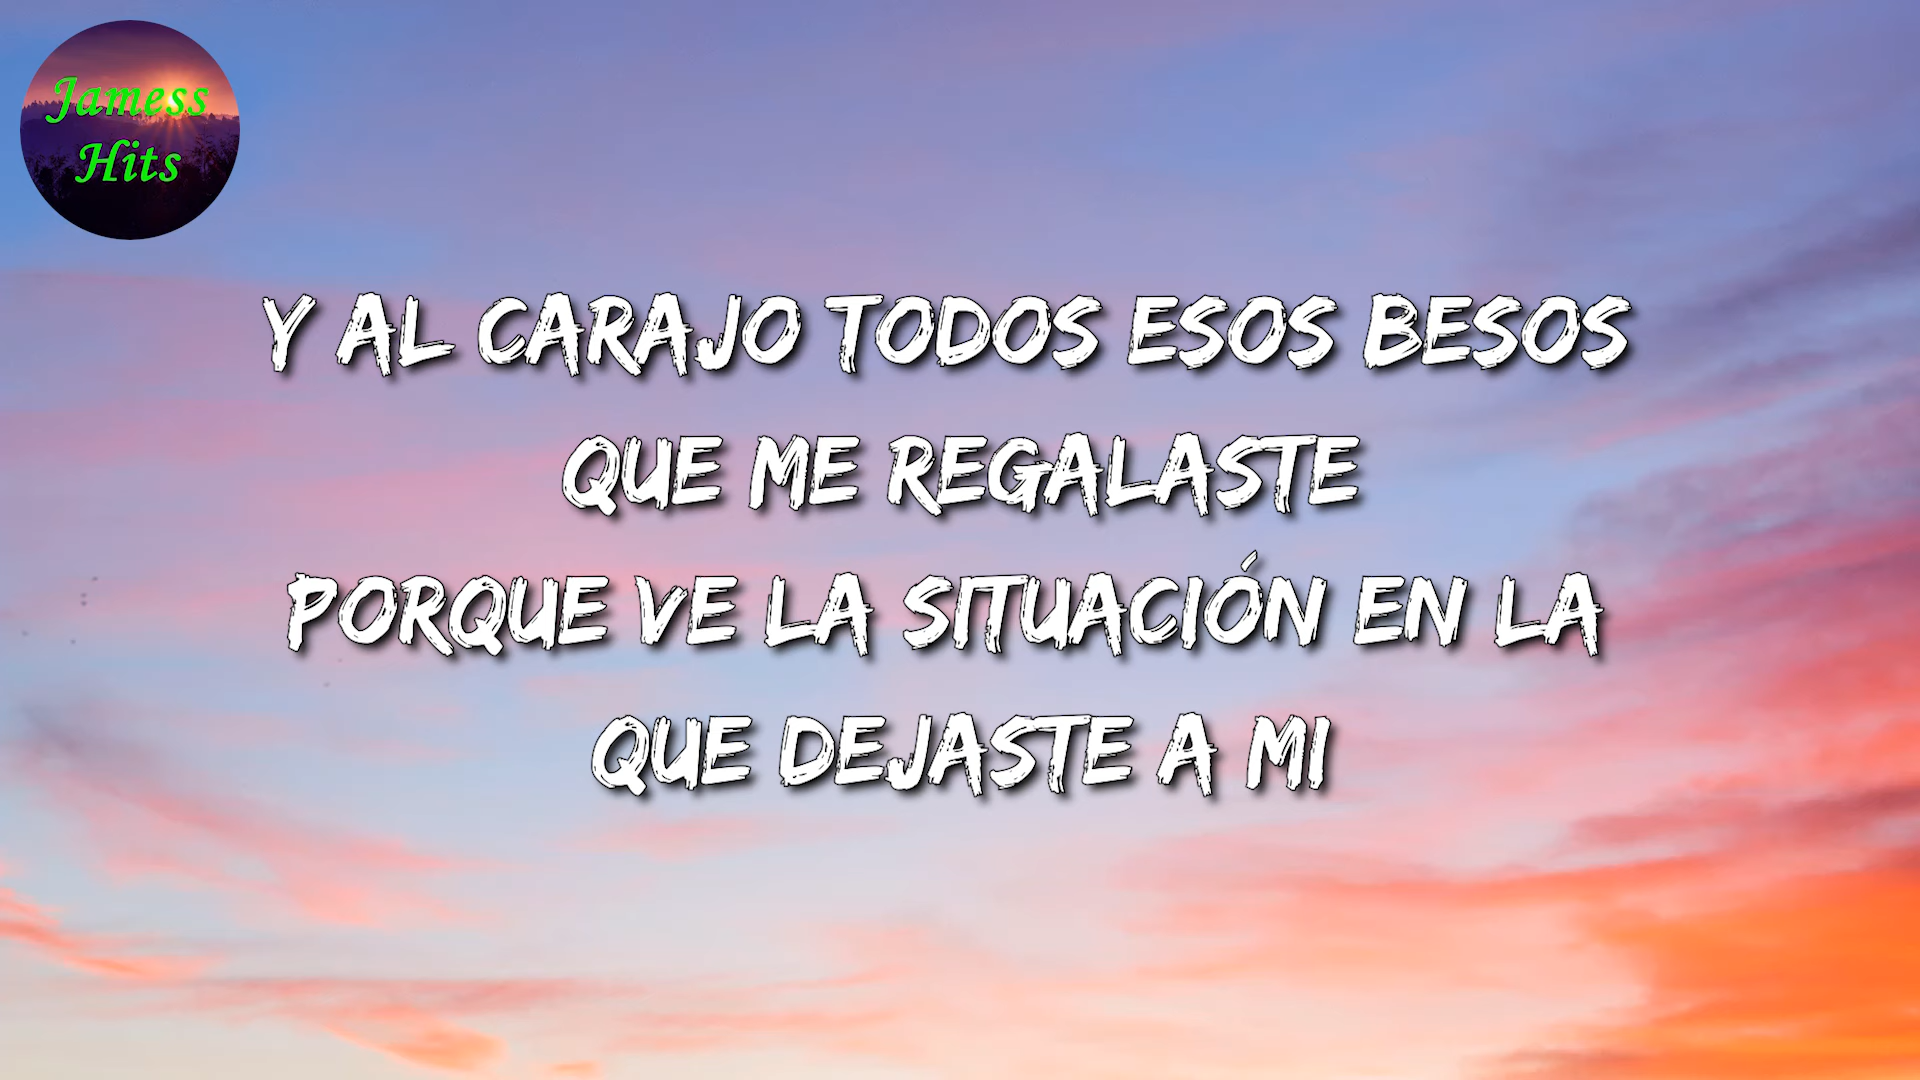 Jamess
Hits
Y AL CARAJO TODOS ESOS BESOS
QUE ME REGALASTE
PORQUE VE LA SITUACIÓN EN LA
QUE DEJASTE A MI